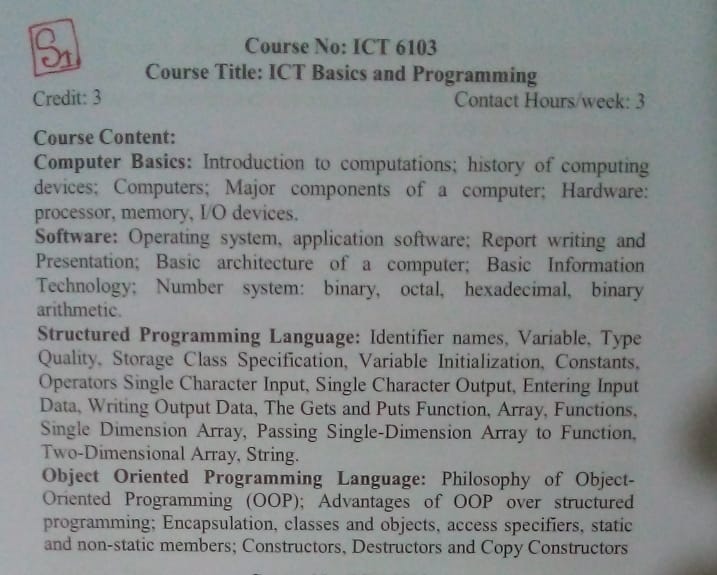 S1
Course No: ICT 6103
Course Title: ICT Basics and Programming
Credit: 3 Contact Hours/week: 3
Course Content:
Computer Basics: Introduction to computations; history of computing
devices; Computers; Major components of a computer; Hardware:
processor, memory, I/O devices.
Software: Operating system, application software; Report writing and
Presentation; Basic architecture of a computer; Basic Information
Technology; Number system: binary, octal, hexadecimal, binary
arithmetic.
Structured Programming Language: Identifier names, Variable, Type
Quality, Storage Class Specification, Variable Initialization, Constants,
Operators Single Character Input, Single Character Output, Entering Input
Data, Writing Output Data, The Gets and Puts Function, Array, Functions,
Single Dimension Array, Passing Single-Dimension Array to Function,
Two-Dimensional Array, String.
Object Oriented Programming Language: Philosophy of Object-
Oriented Programming (OOP); Advantages of OOP over structured
programming; Encapsulation, classes and objects, access specifiers, static
and non-static members; Constructors, Destructors and Copy Constructors